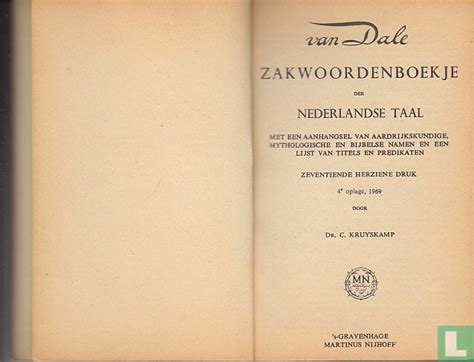 van Dale
ZAKWOORDENBOEKJE
DER
NEDERLANDSE TAAL
MET EEN AANHANGSEL VAN AARDRIJKSKUNDIGE,
MYTHOLOGISCHE EN BIJBELSE NAMEN EN EEN
LIJST VAN TITELS EN PREDIKATEN
ZEVENTIENDE HERZIENE DRUK
4e oplage, 1969
DOOR
DR. C. KRUYSKAMP
MN
's-GRAVENHAGE
MARTINUS NIJHOFF
L